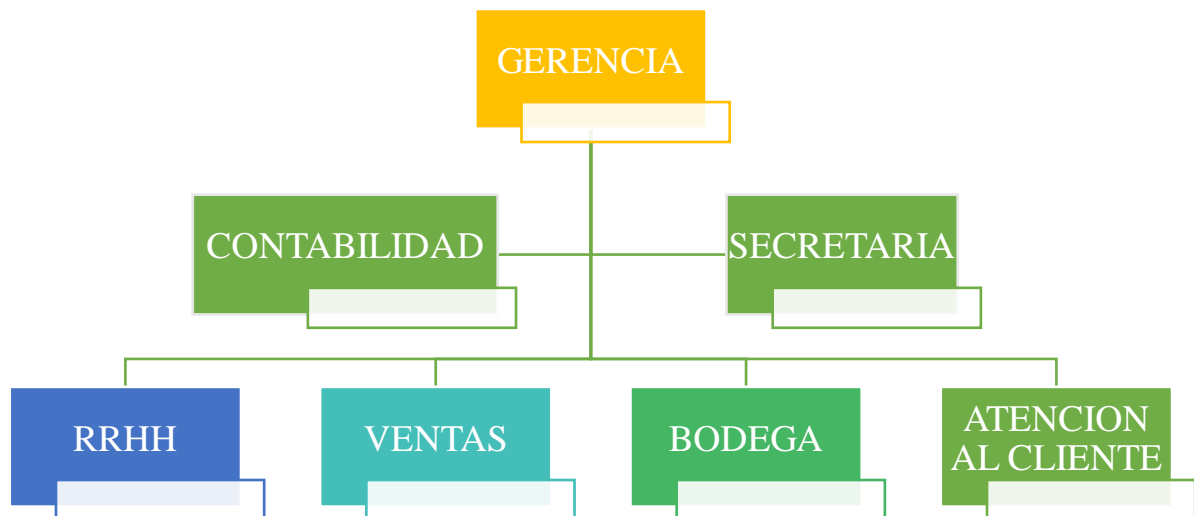 GERENCIA
CONTABILIDAD
SECRETARIA
RRHH
VENTAS
BODEGA
ATENCION
AL CLIENTE